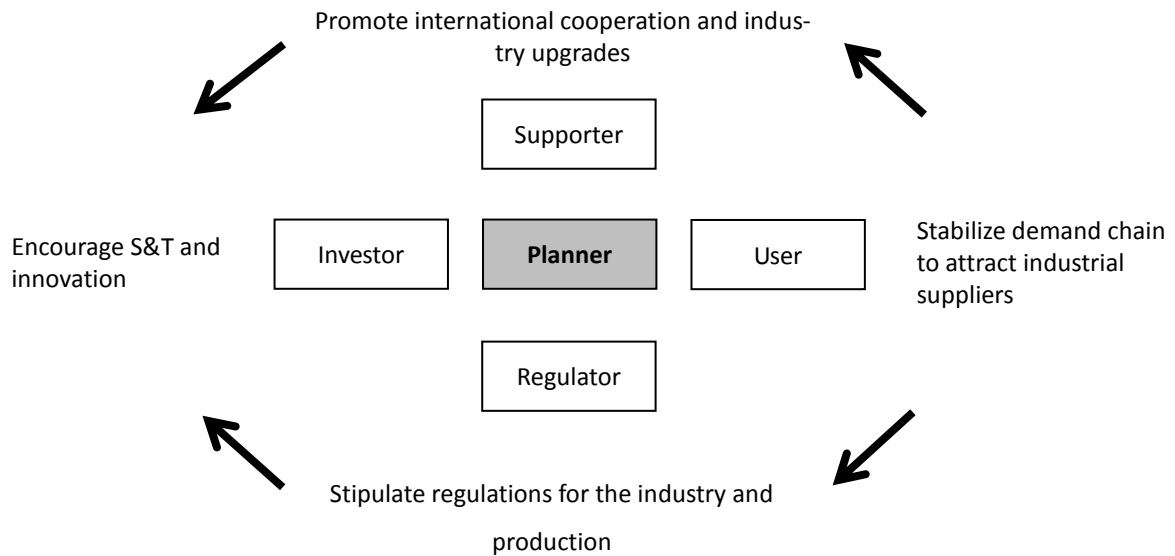 Promote international cooperation and indus-
try upgrades
Supporter
Encourage S&T and
innovation
Investor
Planner
User
Stabilize demand chain
to attract industrial
suppliers
Regulator
Stipulate regulations for the industry and
production